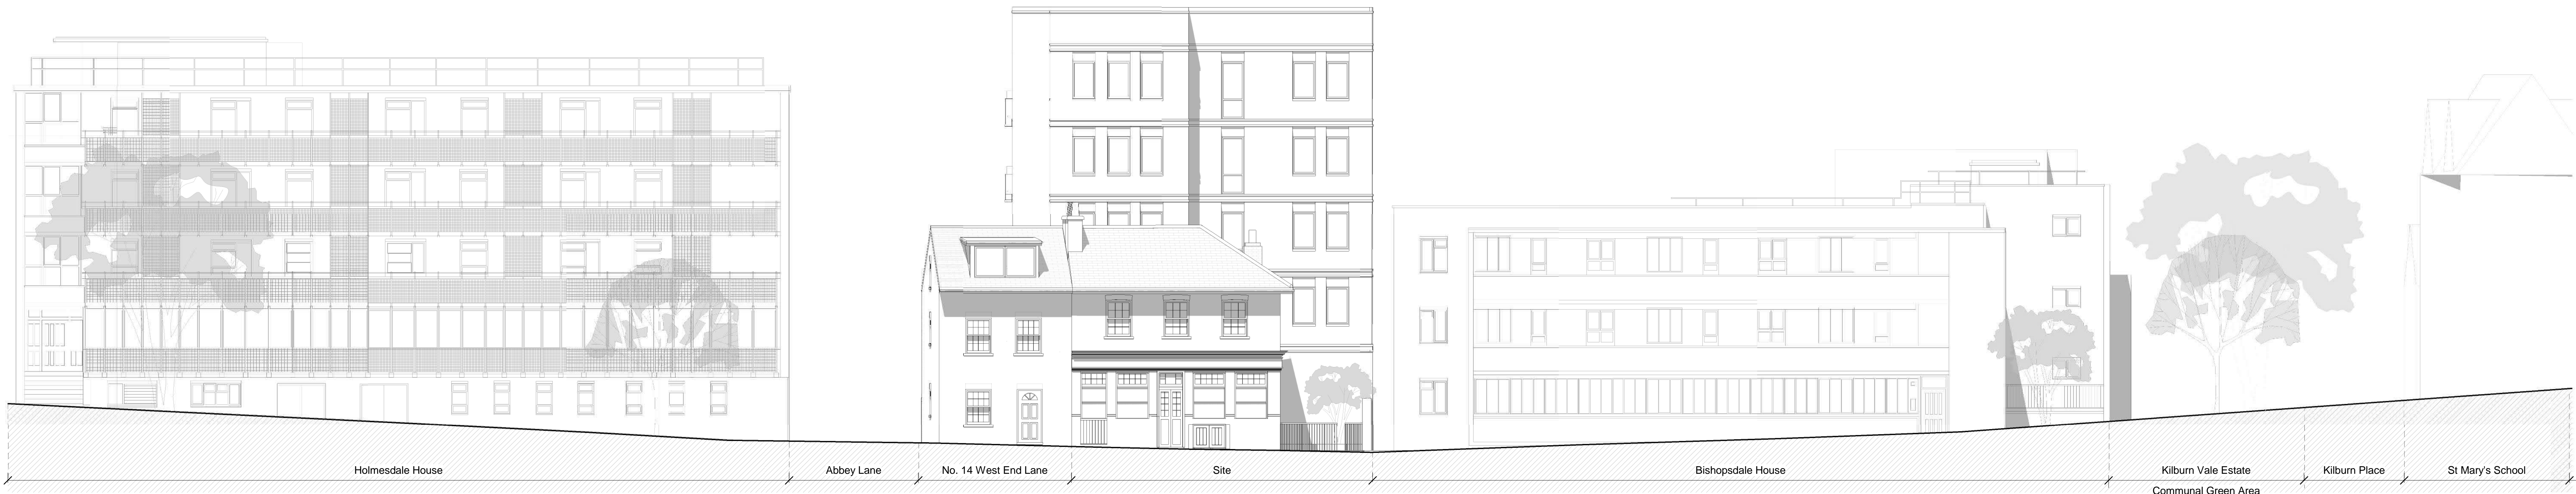 Holmesdale House
Abbey Lane
No. 14 West End Lane
Site
Bishopsdale House
Kilburn Vale Estate
Kilburn Place
St Mary's School
Communal Green Area